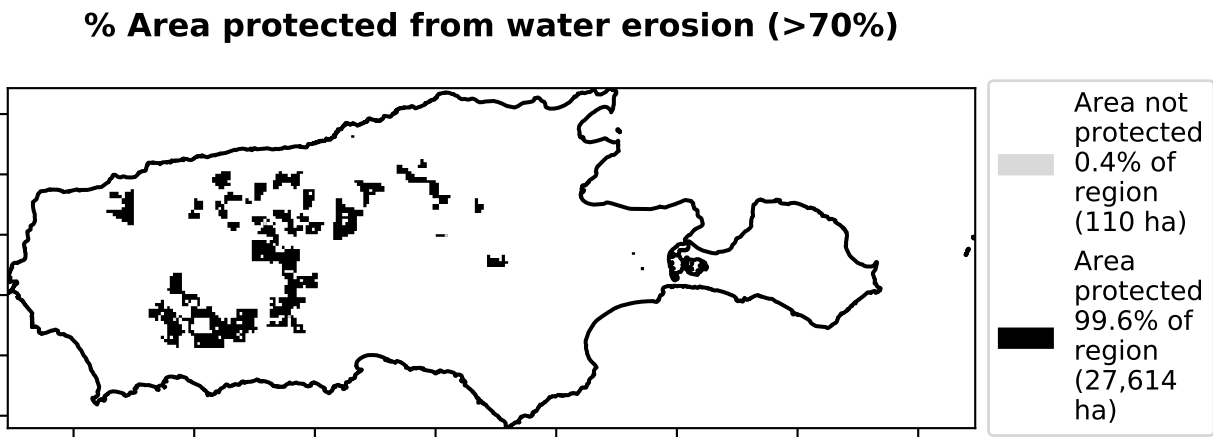 % Area protected from water erosion (>70%)
Area not
protected
0.4% of
region
(110 ha)
Area
protected
99.6% of
region
(27,614
ha)